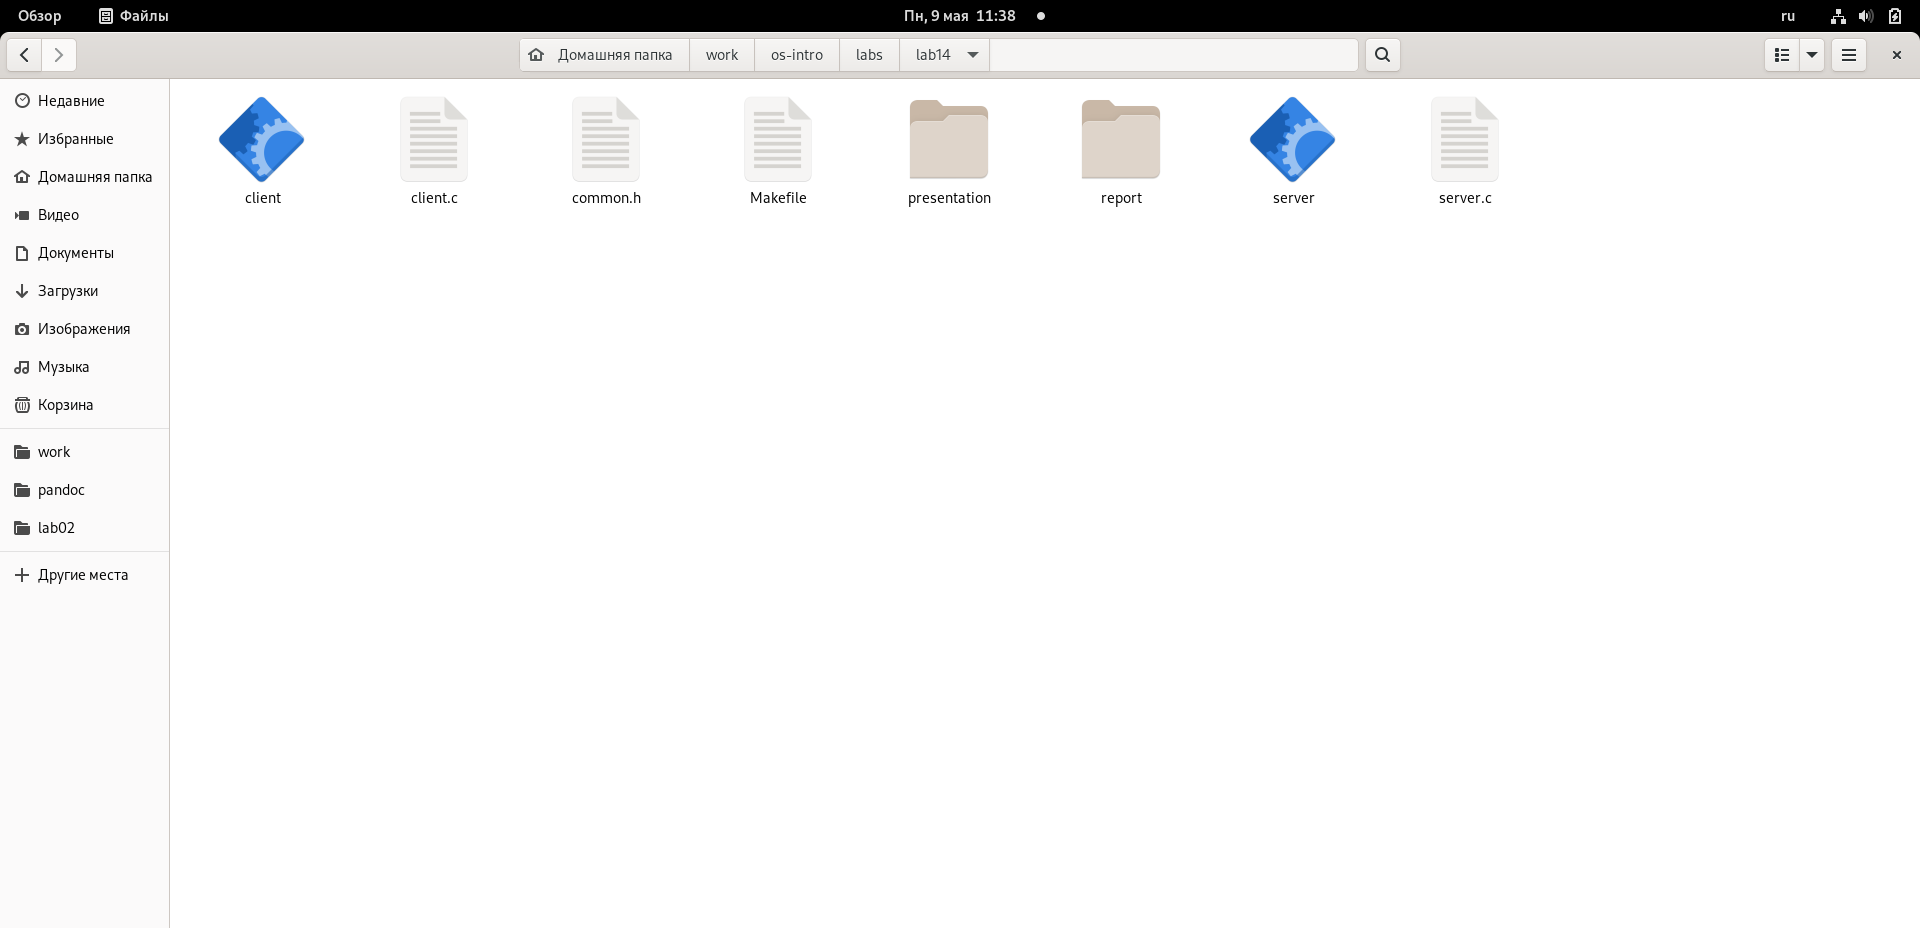 Обзор Файлы Пн, 9 мая 11:38 ru
Домашняя папка work os-intro labs lab14
Недавние
Избранные
Домашняя папка
Видео
Документы
Загрузки
Изображения
Музыка
Корзина
work
pandoc
lab02
Другие места
client client.c common.h Makefile presentation report server server.c